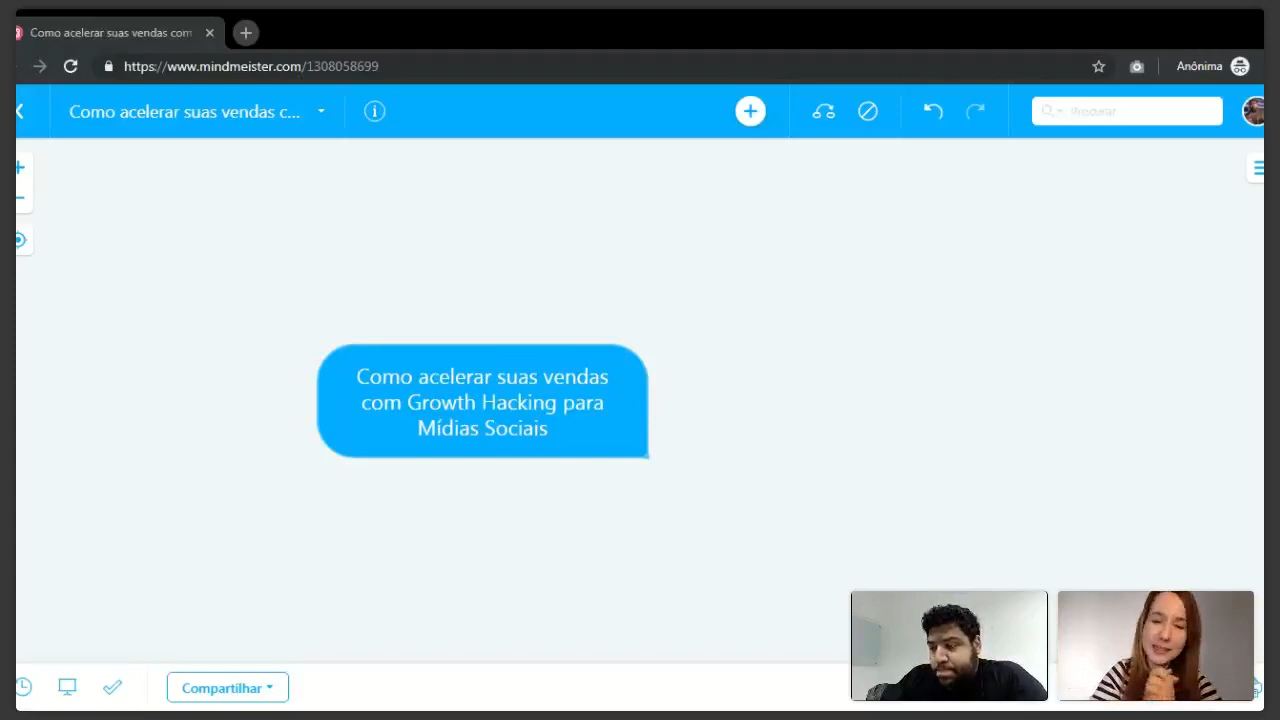 Como acelerar suas vendas com
https://www.mindmeister.com/1308058699
Anônima
Como acelerar suas vendas c...
Procurar
Como acelerar suas vendas
com Growth Hacking para
Mídias Sociais
Compartilhar